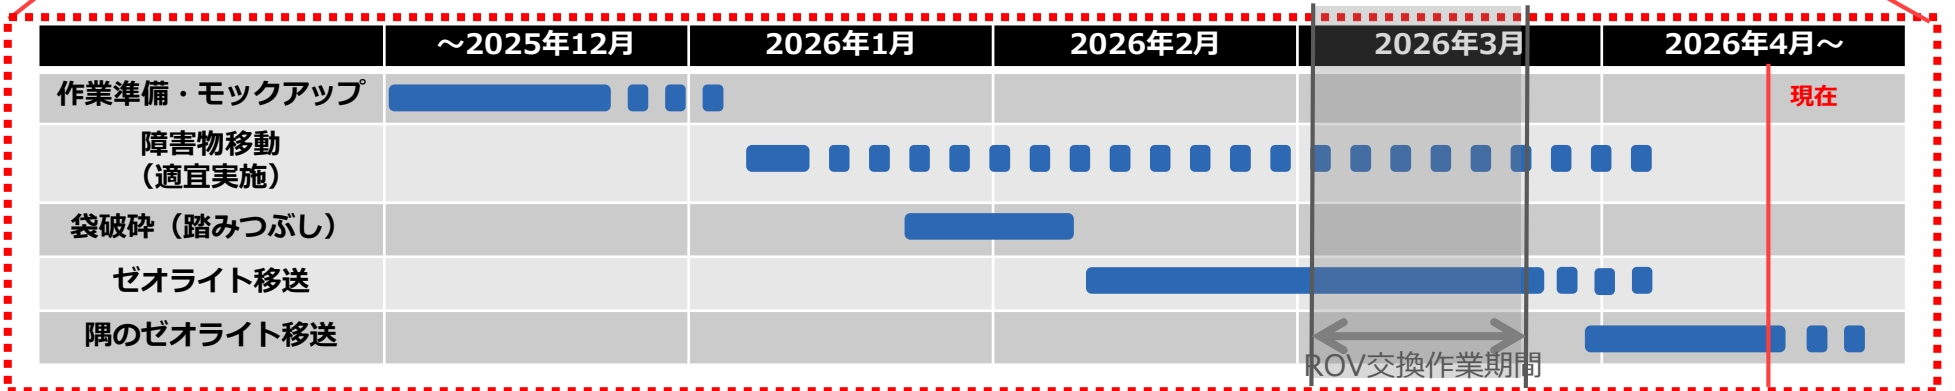 ～2025年12月 2026年1月 2026年2月 2026年3月 2026年4月～
作業準備・モックアップ
現在
障害物移動
（適宜実施）
袋破砕（踏みつぶし）
ゼオライト移送
隅のゼオライト移送
ROV交換作業期間